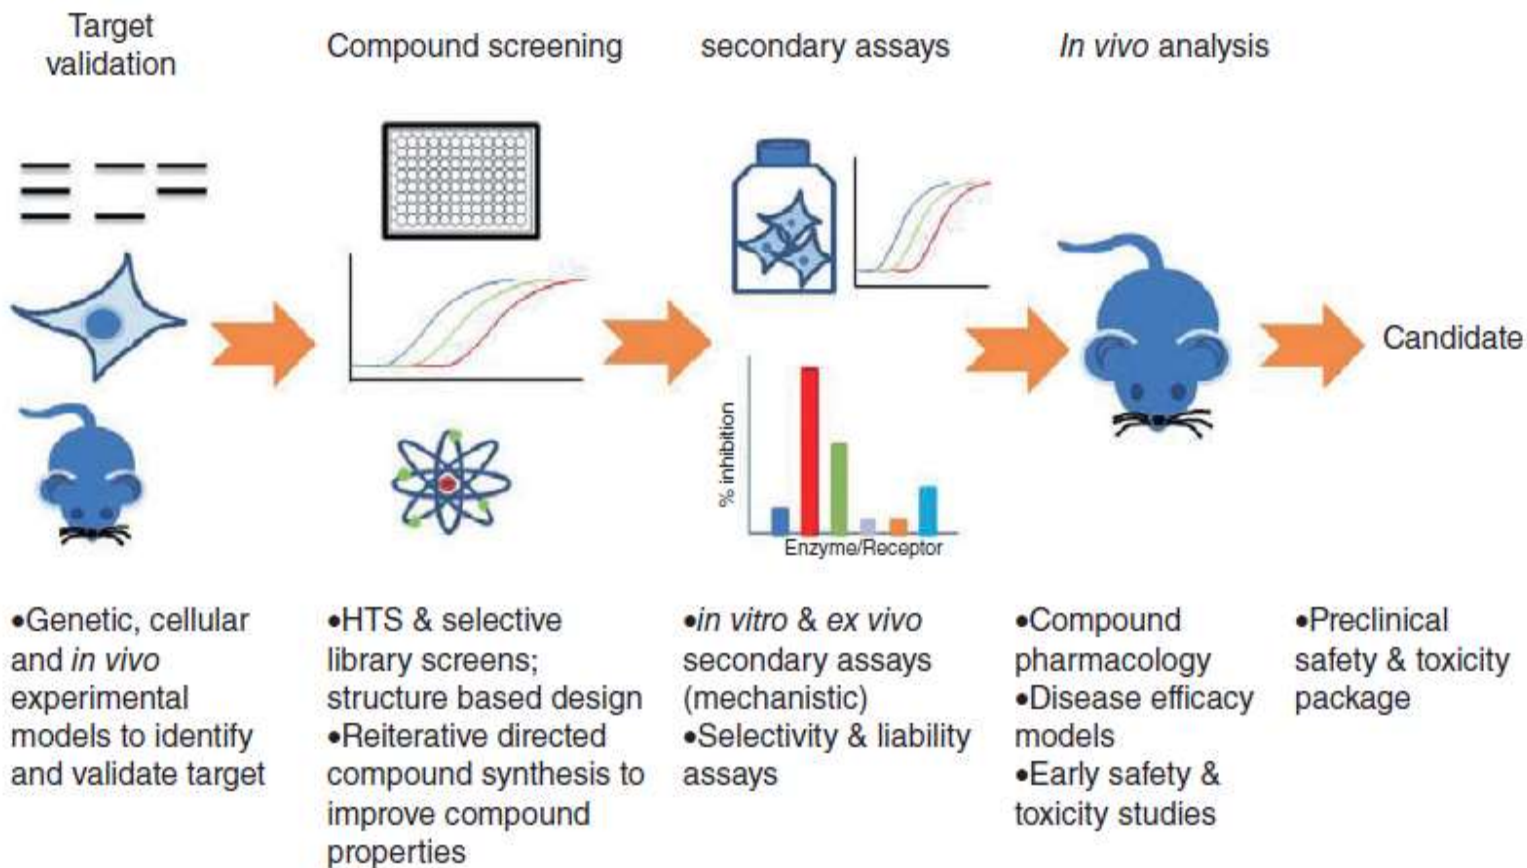 Target
validation
Compound screening
secondary assays
In vivo analysis
Candidate
% inhibition
Enzyme/Receptor
•Genetic, cellular
and in vivo
experimental
models to identify
and validate target
•HTS & selective
library screens;
structure based design
•Reiterative directed
compound synthesis to
improve compound
properties
•in vitro & ex vivo
secondary assays
(mechanistic)
•Selectivity & liability
assays
•Compound
pharmacology
•Disease efficacy
models
•Early safety &
toxicity studies
•Preclinical
safety & toxicity
package